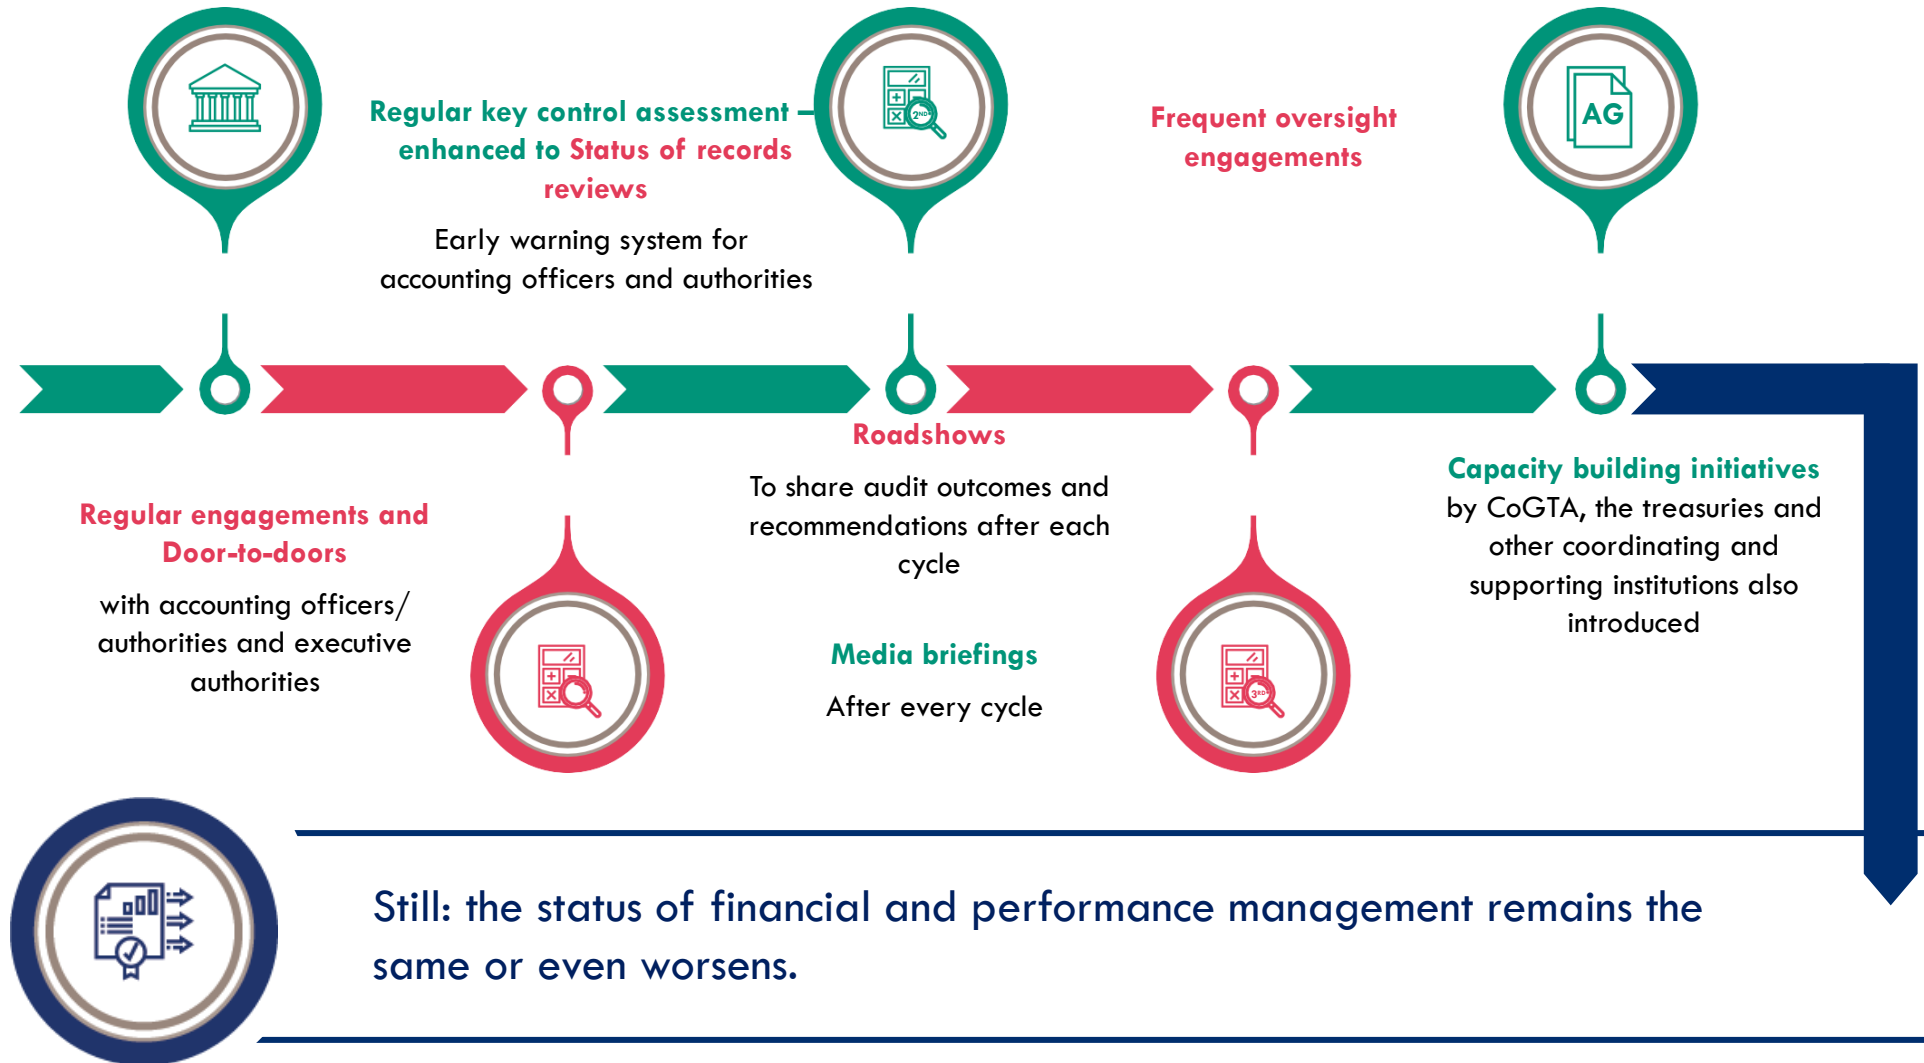 Regular key control assessment –
enhanced to Status of records
reviews
Early warning system for
accounting officers and authorities
2ND
Frequent oversight
engagements
AG
Regular engagements and
Door-to-doors
with accounting officers/
authorities and executive
authorities
Roadshows
To share audit outcomes and
recommendations after each
cycle
Media briefings
After every cycle
3RD
Capacity building initiatives
by CoGTA, the treasuries and
other coordinating and
supporting institutions also
introduced
Still: the status of financial and performance management remains the
same or even worsens.